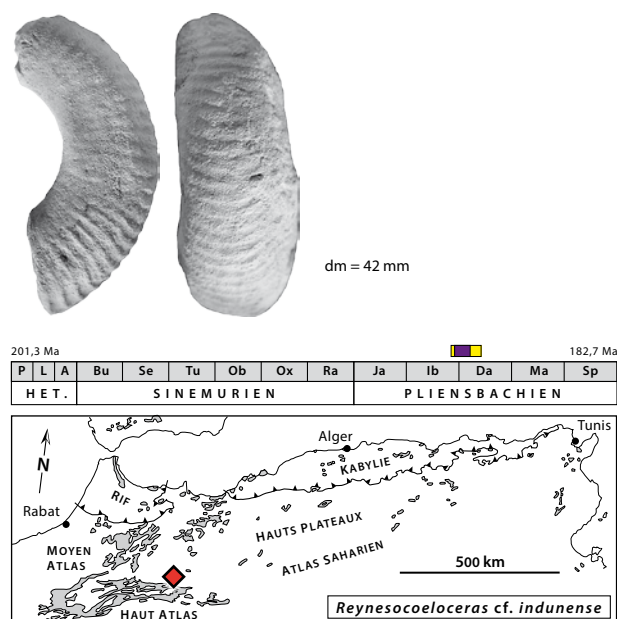 dm = 42 mm
201,3 Ma 182,7 Ma
P L A Bu Se Tu Ob Ox Ra Ja Ib Da Ma Sp
HET. SINEMURIEN PLIENSBACHIEN
Tunis
Alger
N
KABYLIE
RIF
Rabat
HAUTS PLATEAUX
MOYEN
ATLAS
ATLAS SAHARIEN
500 km
HAUT ATLAS
Reynesocoeloceras cf. indunense